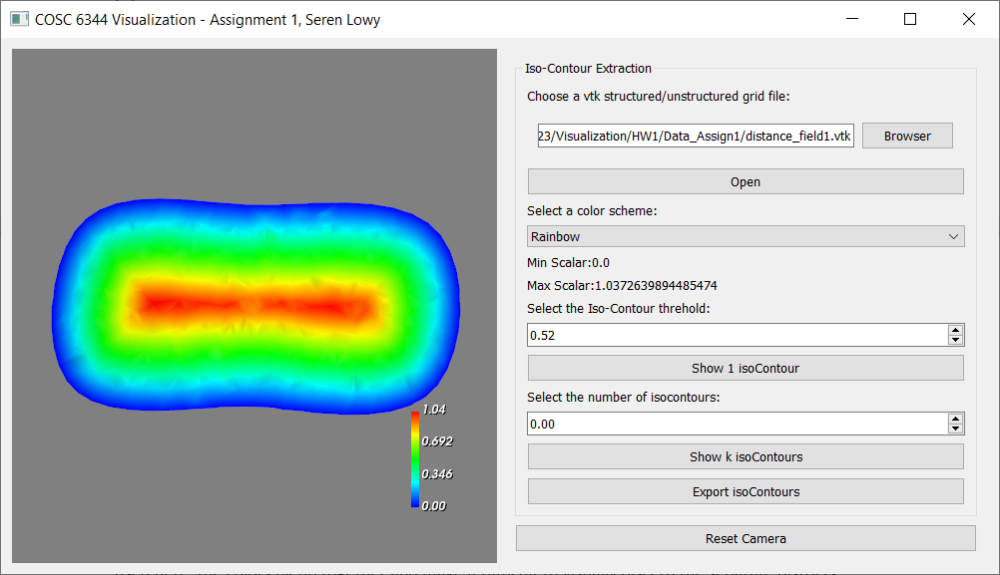 COSC 6344 Visualization - Assignment 1, Seren Lowy
Iso-Contour Extraction
Choose a vtk structured/unstructured grid file:
23/Visualization/HW1/Data_Assign1/distance_field1.vtk
Browser
Open
Select a color scheme:
Rainbow
Min Scalar:0.0
Max Scalar:1.0372639894485474
Select the Iso-Contour threhold:
0.52
Show 1 isoContour
Select the number of isocontours:
0.00
Show k isoContours
Export isoContours
Reset Camera
1.04
0.692
0.346
0.00